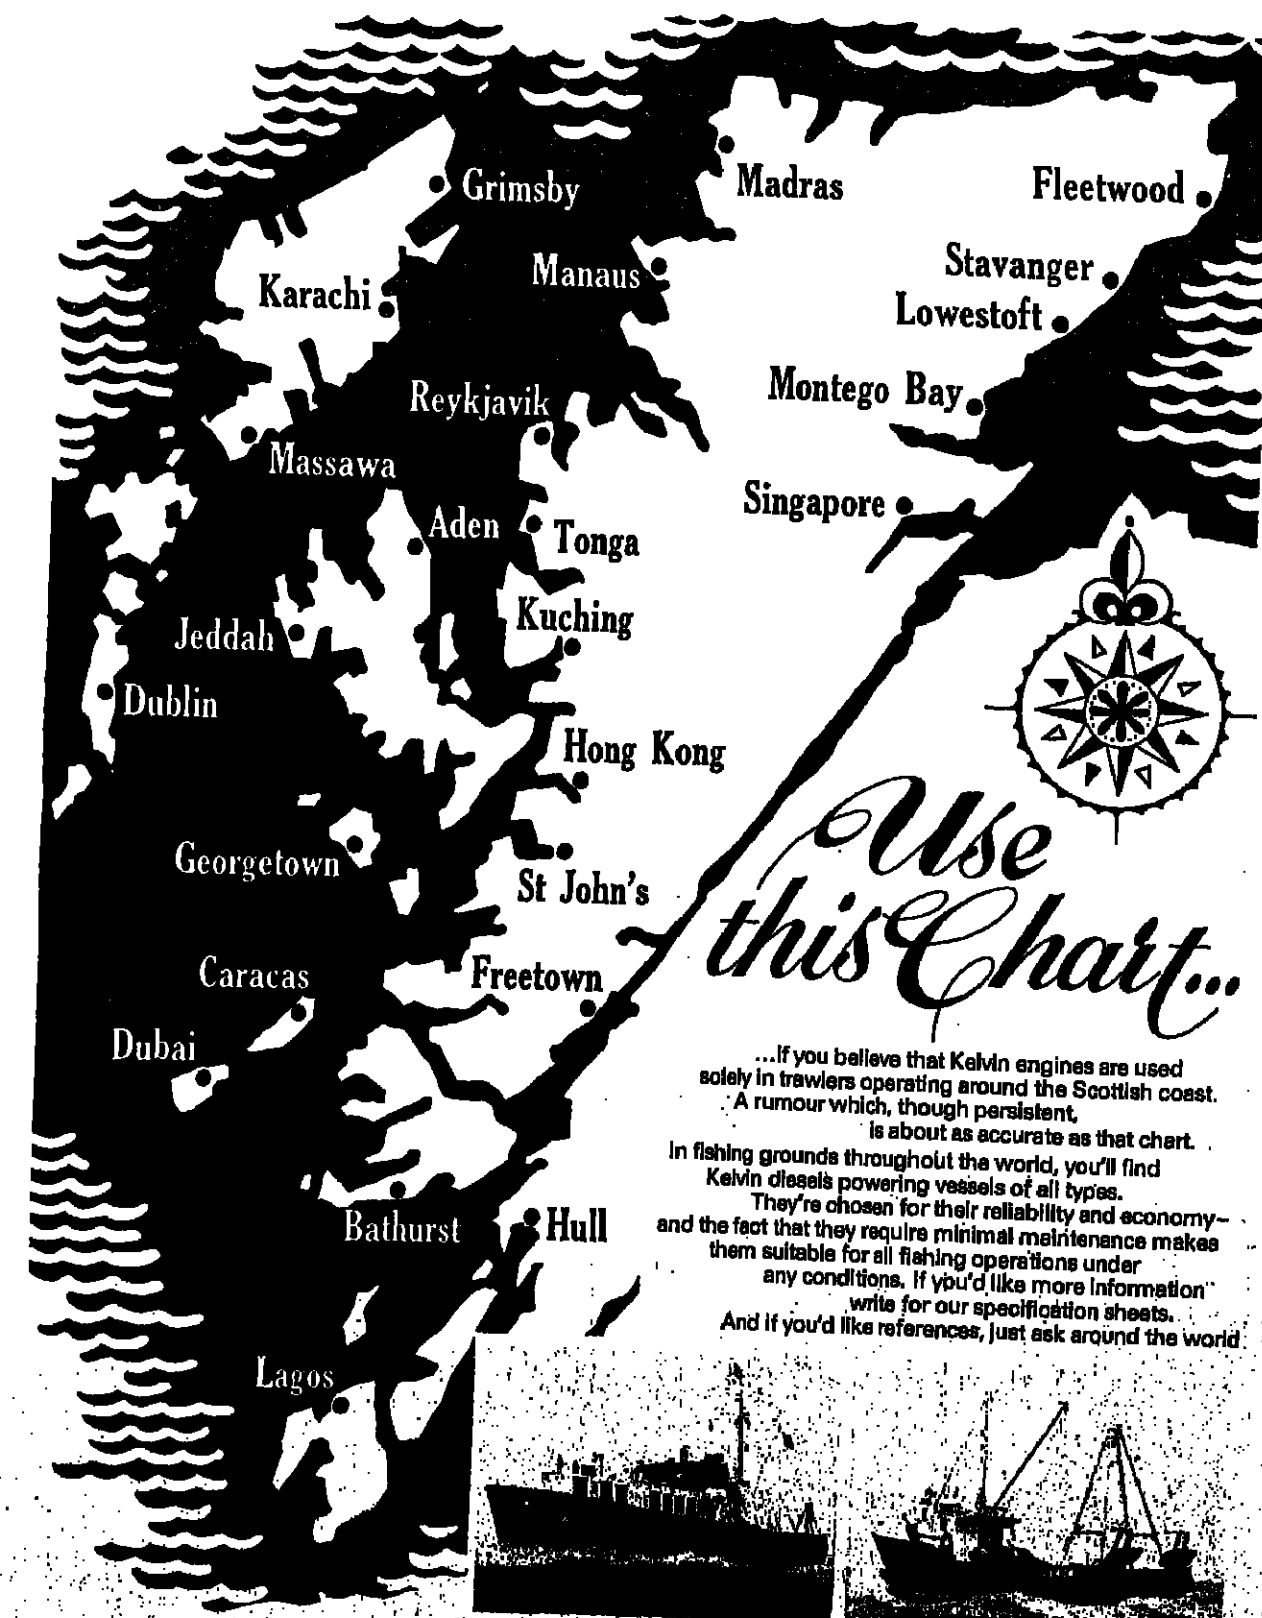 Grimsby
Madras
Fleetwood
Manaus
Stavanger
Karachi
Lowestoft
Reykjavik
Montego Bay
Massawa
Singapore
Aden
Tonga
Kuching
Jeddah
Dublin
Hong Kong
Georgetown
St John's
Caracas
Freetown
Dubai
Bathurst
Hull
Lagos
Use
this Chart...
...If you believe that Kelvin engines are used
solely in trawlers operating around the Scottish coast.
A rumour which, though persistent,
is about as accurate as that chart.
In fishing grounds throughout the world, you'll find
Kelvin diesels powering vessels of all types.
They're chosen for their reliability and economy–
and the fact that they require minimal maintenance makes
them suitable for all fishing operations under
any conditions. If you'd like more information
write for our specification sheets.
And if you'd like references, just ask around the world